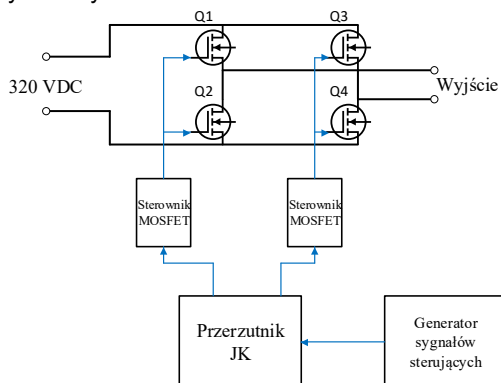 Q1
Q3
320 VDC
Wyjście
Q2
Q4
Sterownik
MOSFET
Sterownik
MOSFET
Przerzutnik
JK
Generator
sygnałów
sterujących